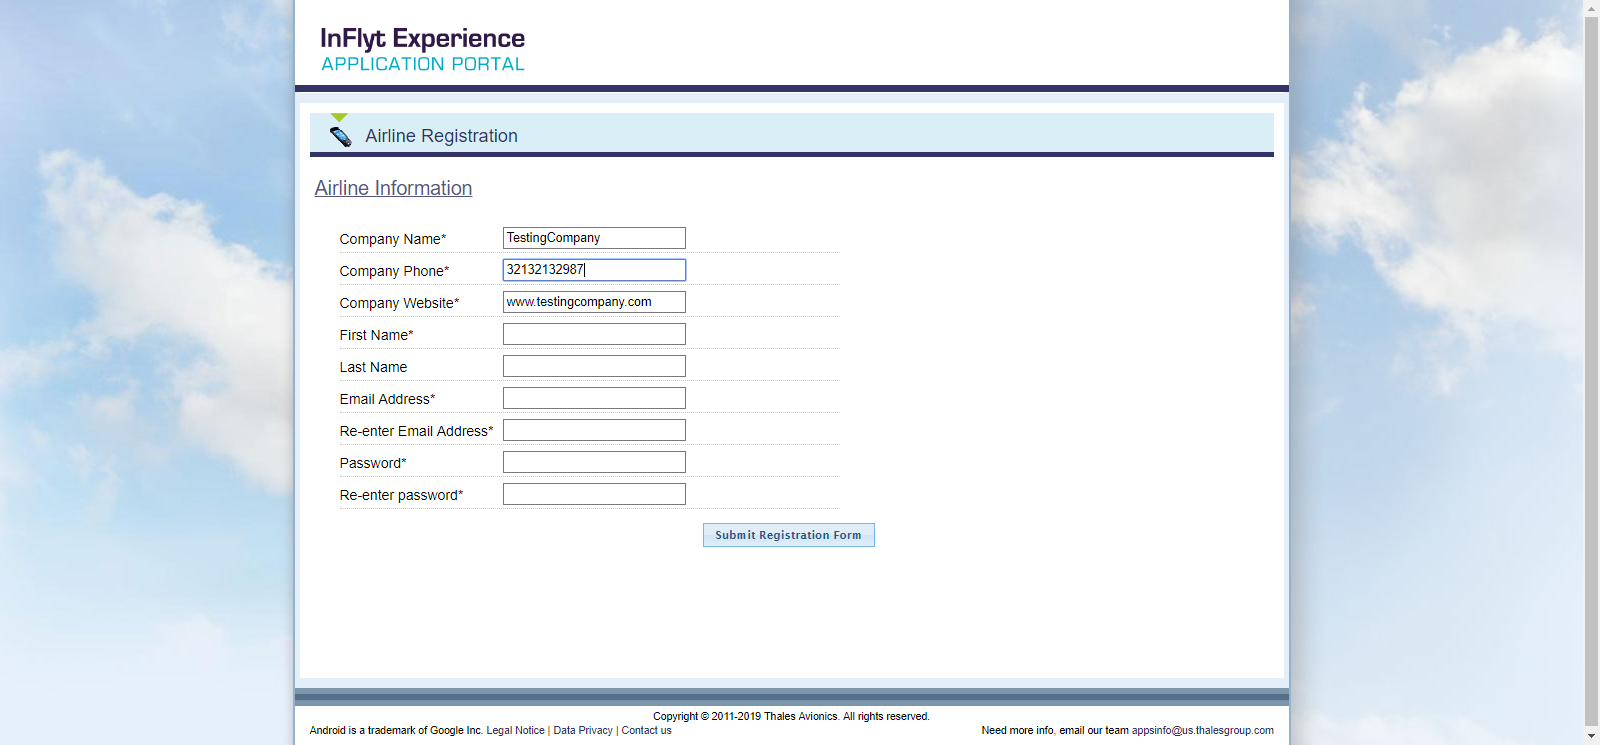 InFlyt Experience
APPLICATION PORTAL
Airline Registration
Airline Information
Company Name* TestingCompany
Company Phone* 32132132987
Company Website* www.testingcompany.com
First Name*
Last Name
Email Address*
Re-enter Email Address*
Password*
Re-enter password*
Submit Registration Form
Copyright © 2011-2019 Thales Avionics. All rights reserved.
Android is a trademark of Google Inc. Legal Notice | Data Privacy | Contact us Need more info, email our team appsinfo@us.thalesgroup.com